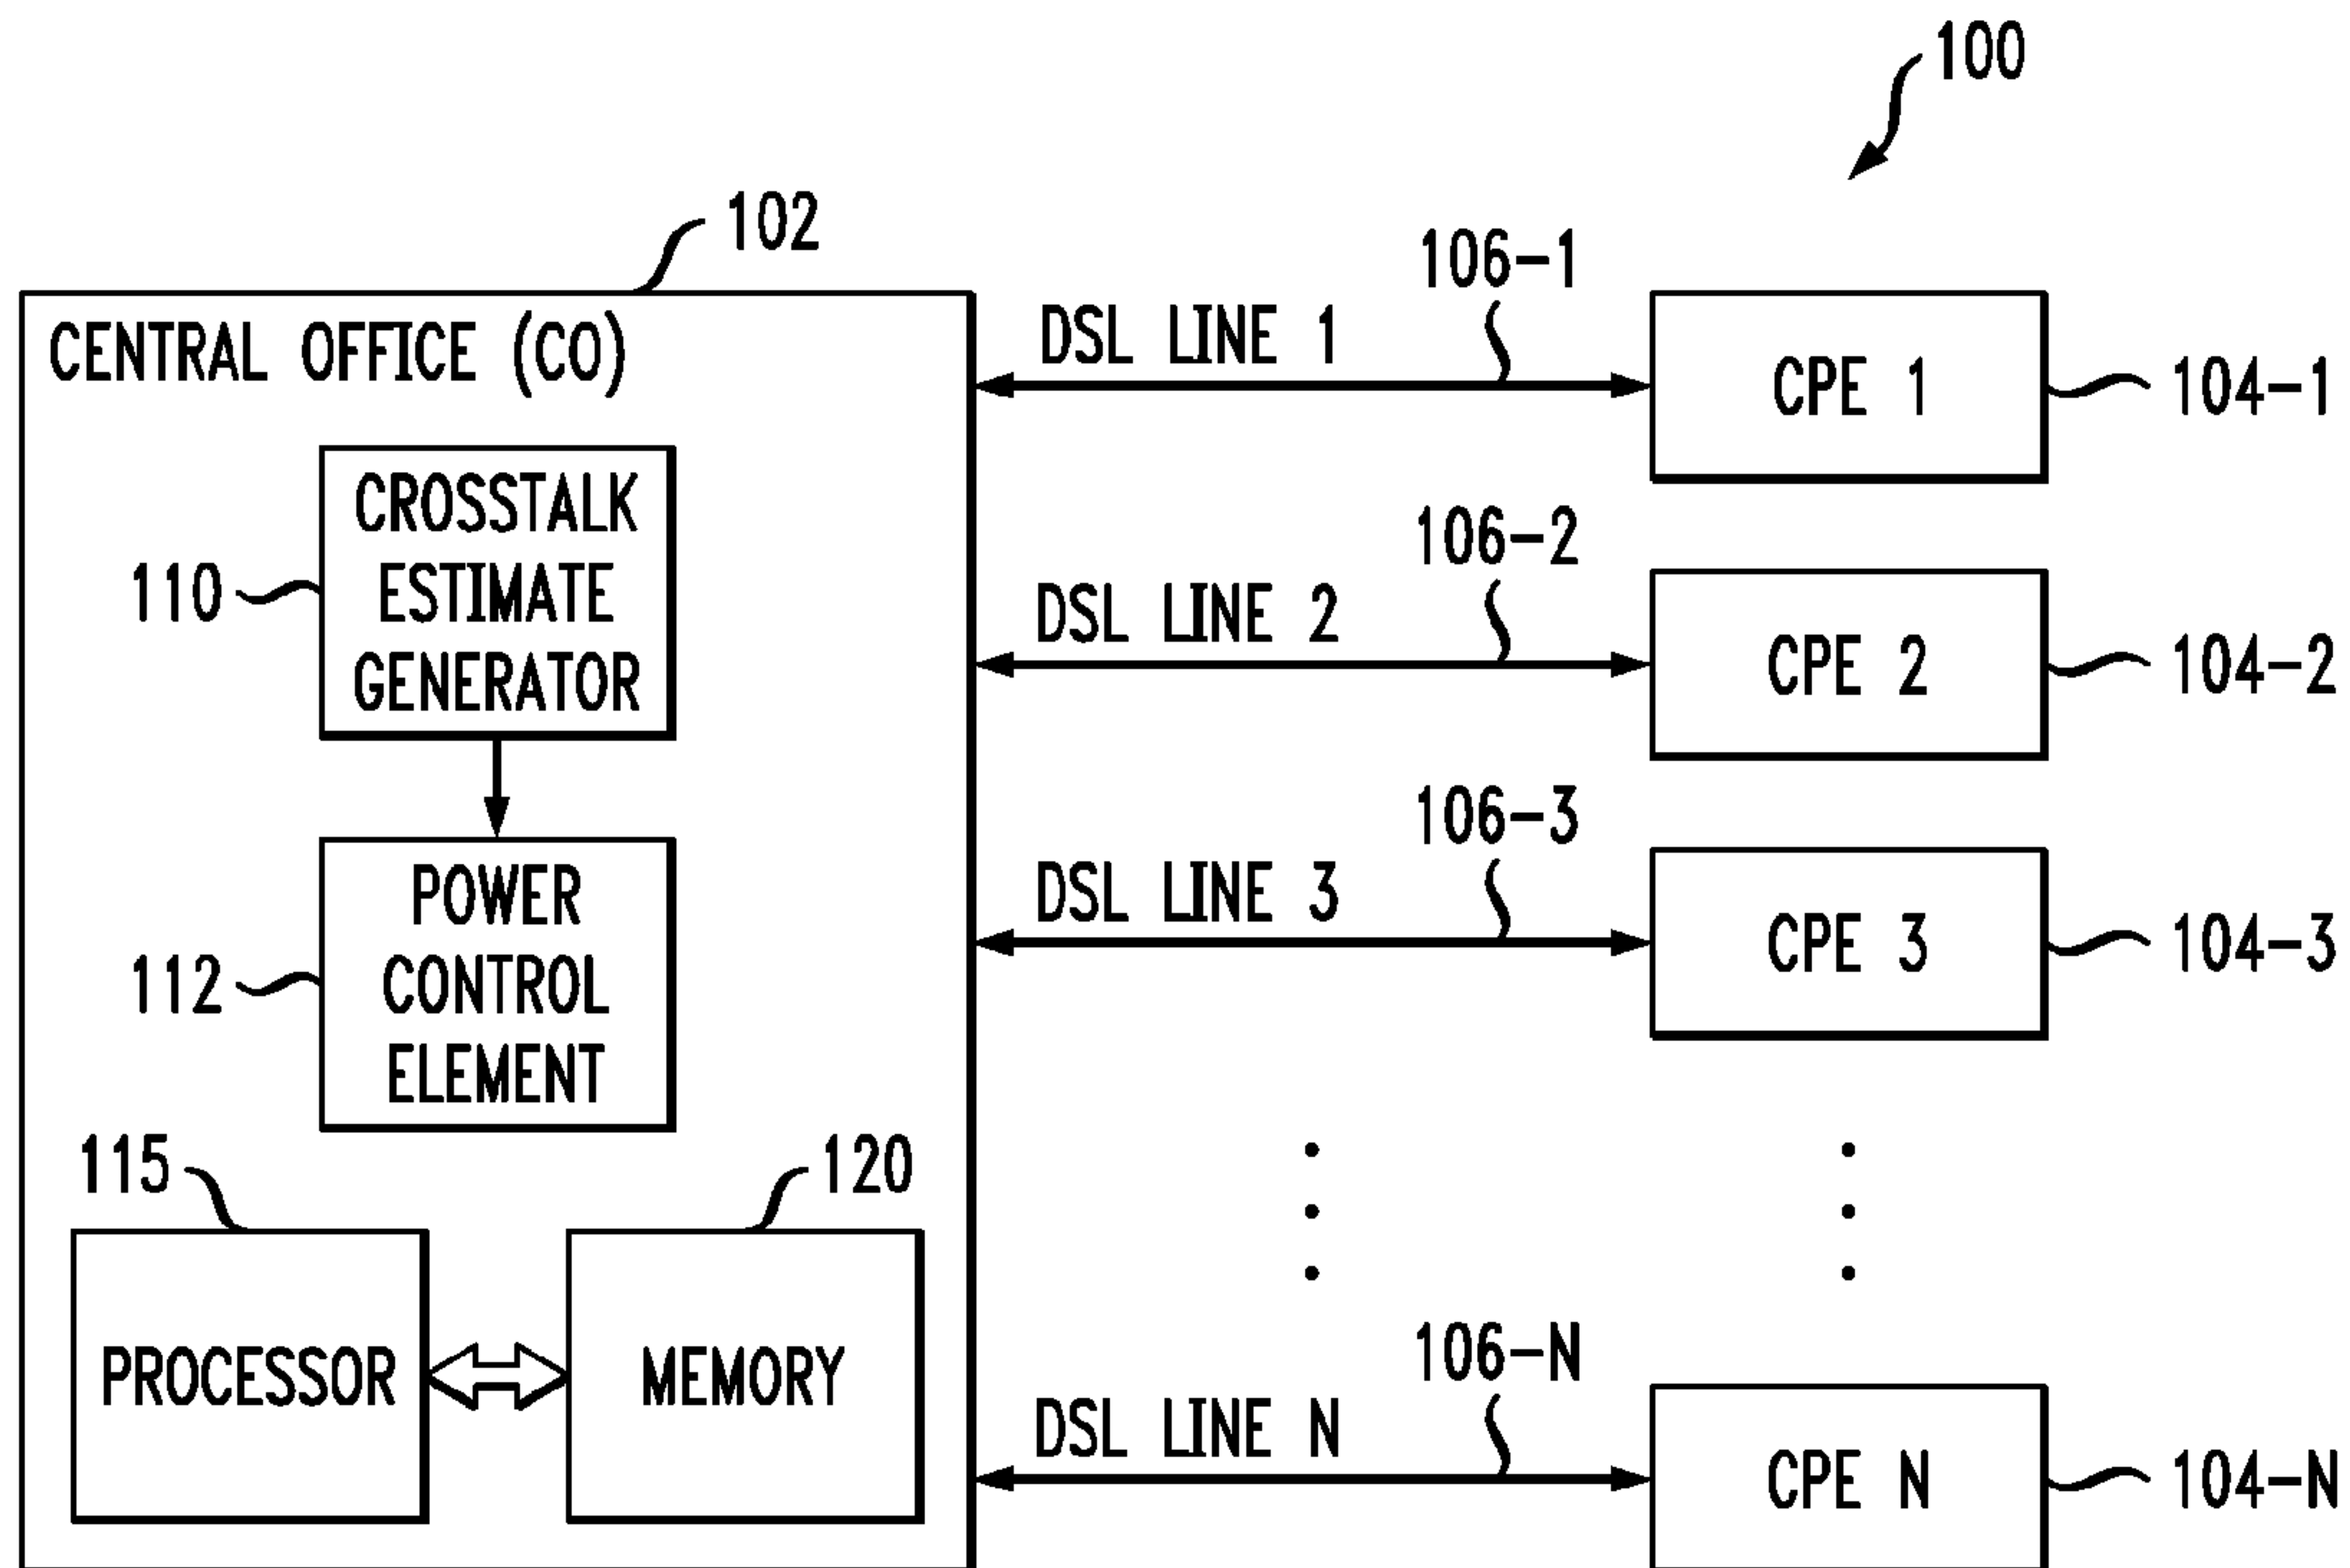 100
102
CENTRAL OFFICE (CO)
CROSSTALK
ESTIMATE
GENERATOR
110
POWER
CONTROL
ELEMENT
112
115
120
PROCESSOR
MEMORY
106-1
DSL LINE 1
CPE 1
104-1
106-2
DSL LINE 2
CPE 2
104-2
106-3
DSL LINE 3
CPE 3
104-3
106-N
DSL LINE N
CPE N
104-N